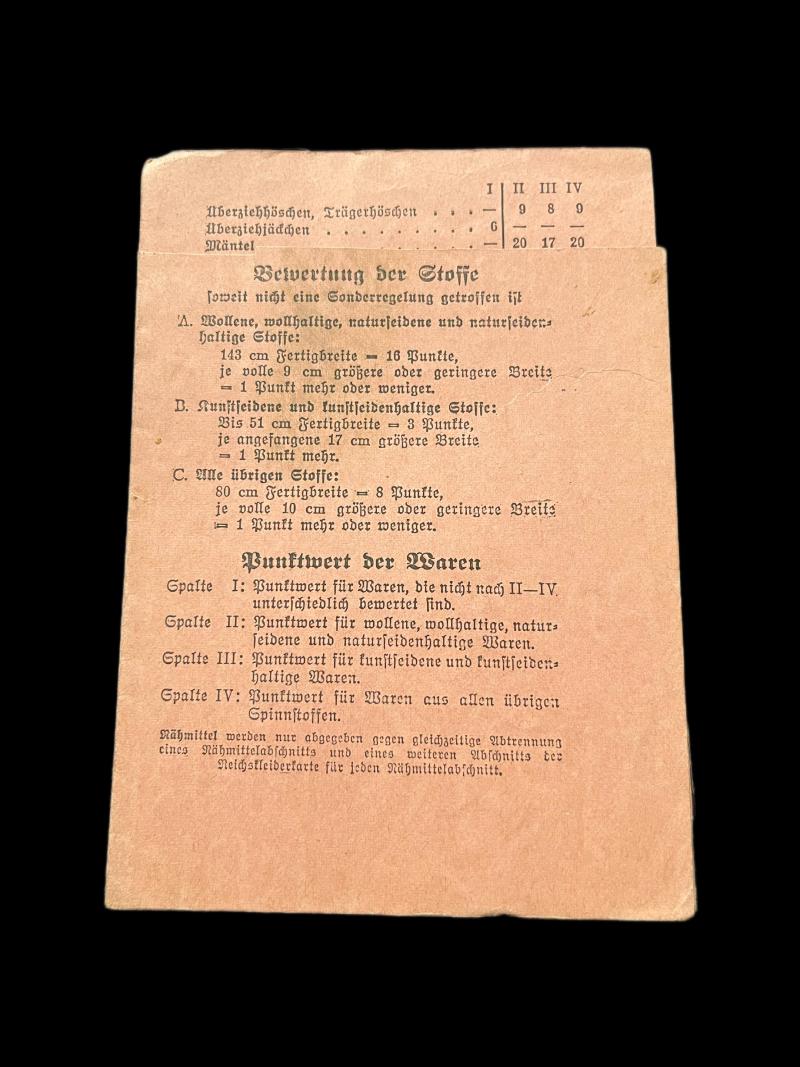 I II III IV
Überziehhöschen, Trägerhöschen . . . — 9 8 9
Überziehjäckchen . . . . . . . . . 6 — — —
Mäntel . . . . . — 20 17 20
Bewertung der Stoffe
soweit nicht eine Sonderregelung getroffen ist
A. Wollene, wollhaltige, naturseidene und naturseiden-
haltige Stoffe:
143 cm Fertigbreite = 16 Punkte,
je volle 9 cm größere oder geringere Breite
= 1 Punkt mehr oder weniger.
B. Kunstseidene und kunstseidenhaltige Stoffe:
Bis 51 cm Fertigbreite = 3 Punkte,
je angefangene 17 cm größere Breite
= 1 Punkt mehr.
C. Alle übrigen Stoffe:
80 cm Fertigbreite = 8 Punkte,
je volle 10 cm größere oder geringere Breite
= 1 Punkt mehr oder weniger.
Punktwert der Waren
Spalte I: Punktwert für Waren, die nicht nach II—IV
unterschiedlich bewertet sind.
Spalte II: Punktwert für wollene, wollhaltige, natur-
seidene und naturseidenhaltige Waren.
Spalte III: Punktwert für kunstseidene und kunstseiden-
haltige Waren.
Spalte IV: Punktwert für Waren aus allen übrigen
Spinnstoffen.
Nähmittel werden nur abgegeben gegen gleichzeitige Abtrennung
eines Nähmittelabschnitts und eines weiteren Abschnitts der
Reichskleiderkarte für jeden Nähmittelabschnitt.